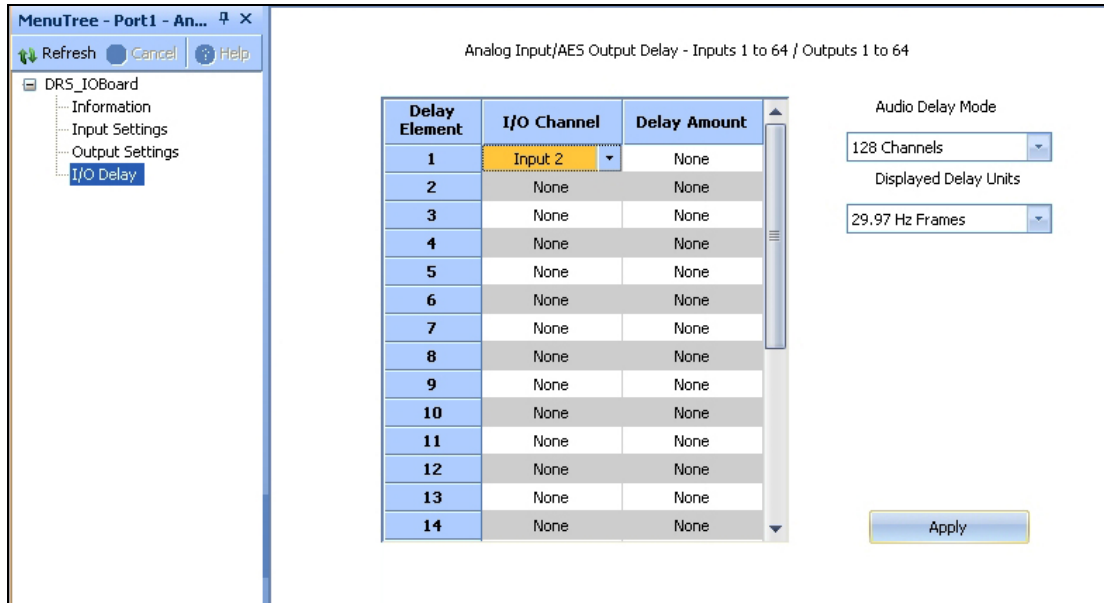 MenuTree - Port1 - An...
Refresh Cancel Help
DRS_IOBoard
Information
Input Settings
Output Settings
I/O Delay
Analog Input/AES Output Delay - Inputs 1 to 64 / Outputs 1 to 64
Delay Element I/O Channel Delay Amount
1 Input 2 None
2 None None
3 None None
4 None None
5 None None
6 None None
7 None None
8 None None
9 None None
10 None None
11 None None
12 None None
13 None None
14 None None
Audio Delay Mode
128 Channels
Displayed Delay Units
29.97 Hz Frames
Apply